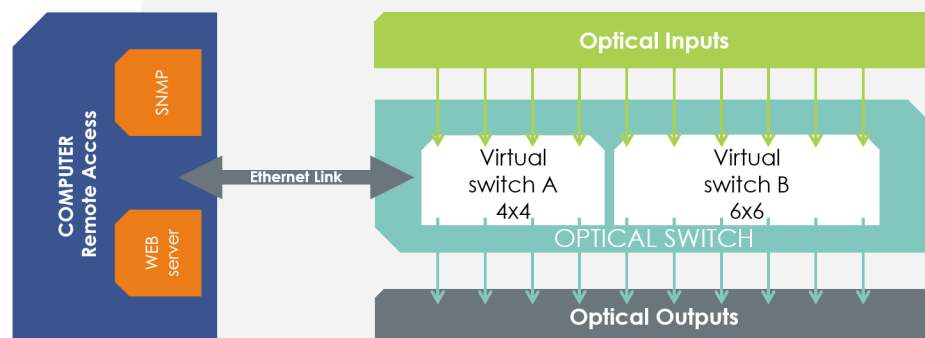 COMPUTER
Remote Access
SNMP
WEB
server
Ethernet Link
Optical Inputs
Virtual
switch A
4x4
Virtual
switch B
6x6
OPTICAL SWITCH
Optical Outputs